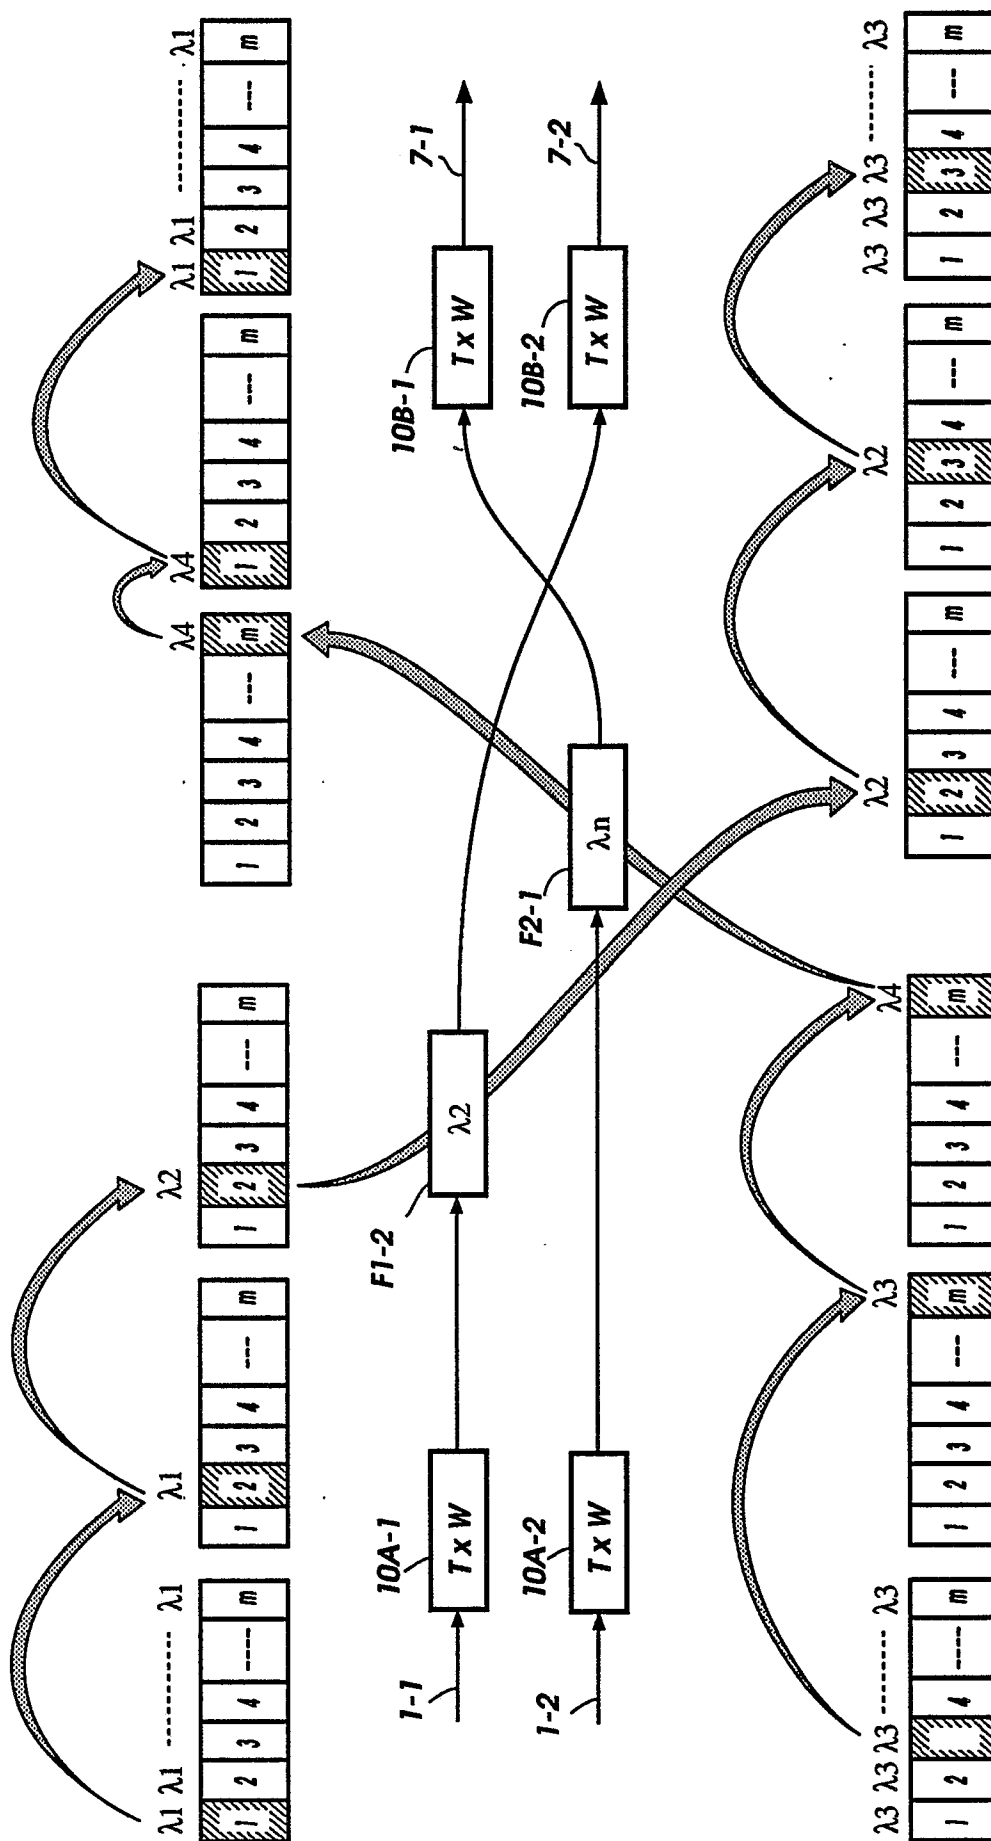 λ1 λ1 ---------- λ1 λ1 λ2 λ4 λ4 λ1 λ1 ---------- λ1
1 2 3 4 ---- m 1 2 3 4 --- m 1 2 3 4 --- m 1 2 3 4 --- m 1 2 3 4 --- m 1 2 3 4 --- m
10A-1 F1-2 10B-1 7-1
1-1 T x W λ2 T x W
10A-2 F2-1 10B-2 7-2
1-2 T x W λn T x W
λ3 λ3 λ3 ------- λ3 λ3 λ4 λ2 λ2 λ3 λ3 λ3 ------- λ3
1 2 4 ---- m 1 2 3 4 --- m 1 2 3 4 --- m 1 2 3 4 --- m 1 2 3 4 --- m 1 2 3 4 --- m